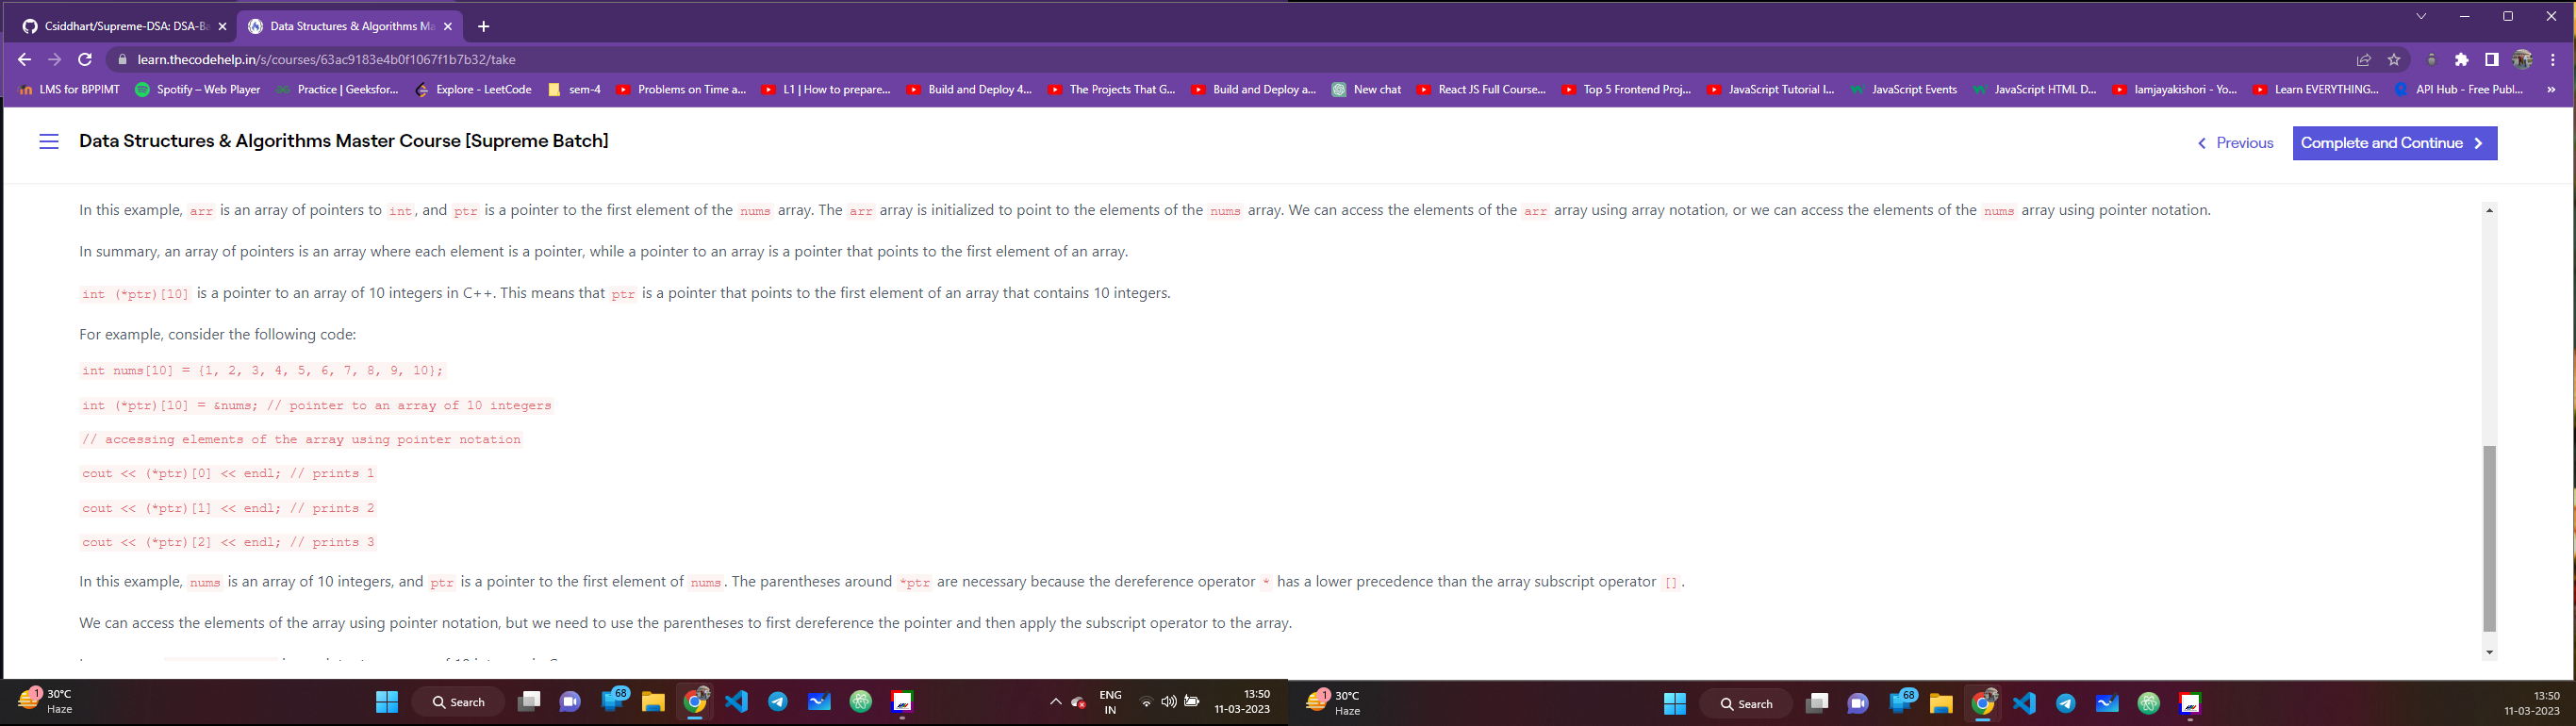 Csiddhart/Supreme-DSA: DSA-Ba
Data Structures & Algorithms Ma
learn.thecodehelp.in/s/courses/63ac9183e4b0f1067f1b7b32/take
LMS for BPPIMT Spotify – Web Player Practice | Geeksfor... Explore - LeetCode sem-4 Problems on Time a... L1 | How to prepare... Build and Deploy 4... The Projects That G... Build and Deploy a... New chat React JS Full Course... Top 5 Frontend Proj... JavaScript Tutorial I... JavaScript Events JavaScript HTML D... Iamjayakishori - Yo... Learn EVERYTHING... API Hub - Free Publ... »
Data Structures & Algorithms Master Course [Supreme Batch]
Previous Complete and Continue
In this example, arr is an array of pointers to int, and ptr is a pointer to the first element of the nums array. The arr array is initialized to point to the elements of the nums array. We can access the elements of the arr array using array notation, or we can access the elements of the nums array using pointer notation.
In summary, an array of pointers is an array where each element is a pointer, while a pointer to an array is a pointer that points to the first element of an array.
int (*ptr)[10] is a pointer to an array of 10 integers in C++. This means that ptr is a pointer that points to the first element of an array that contains 10 integers.
For example, consider the following code:
int nums[10] = {1, 2, 3, 4, 5, 6, 7, 8, 9, 10};
int (*ptr)[10] = &nums; // pointer to an array of 10 integers
// accessing elements of the array using pointer notation
cout << (*ptr)[0] << endl; // prints 1
cout << (*ptr)[1] << endl; // prints 2
cout << (*ptr)[2] << endl; // prints 3
In this example, nums is an array of 10 integers, and ptr is a pointer to the first element of nums. The parentheses around *ptr are necessary because the dereference operator * has a lower precedence than the array subscript operator [].
We can access the elements of the array using pointer notation, but we need to use the parentheses to first dereference the pointer and then apply the subscript operator to the array.
1 30°C Search 68 ENG 13:50 1 30°C Search 68 13:50
Haze IN 11-03-2023 Haze 11-03-2023